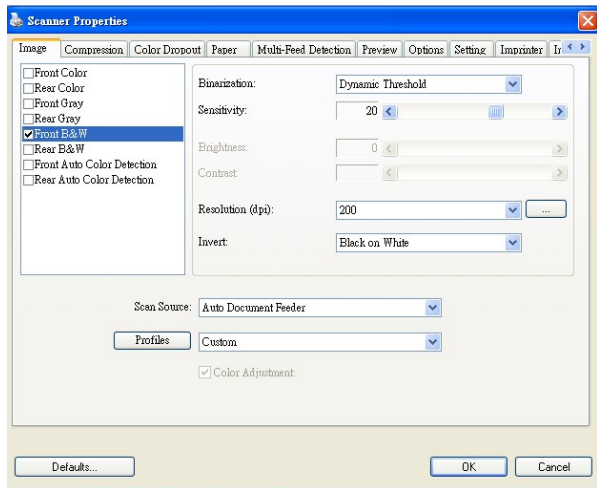 Scanner Properties
Image Compression Color Dropout Paper Multi-Feed Detection Preview Options Setting Imprinter
Front Color
Rear Color
Front Gray
Rear Gray
Front B&W
Rear B&W
Front Auto Color Detection
Rear Auto Color Detection
Binarization: Dynamic Threshold
Sensitivity: 20
Brightness: 0
Contrast:
Resolution (dpi): 200 ...
Invert: Black on White
Scan Source: Auto Document Feeder
Profiles Custom
Color Adjustment:
Defaults... OK Cancel